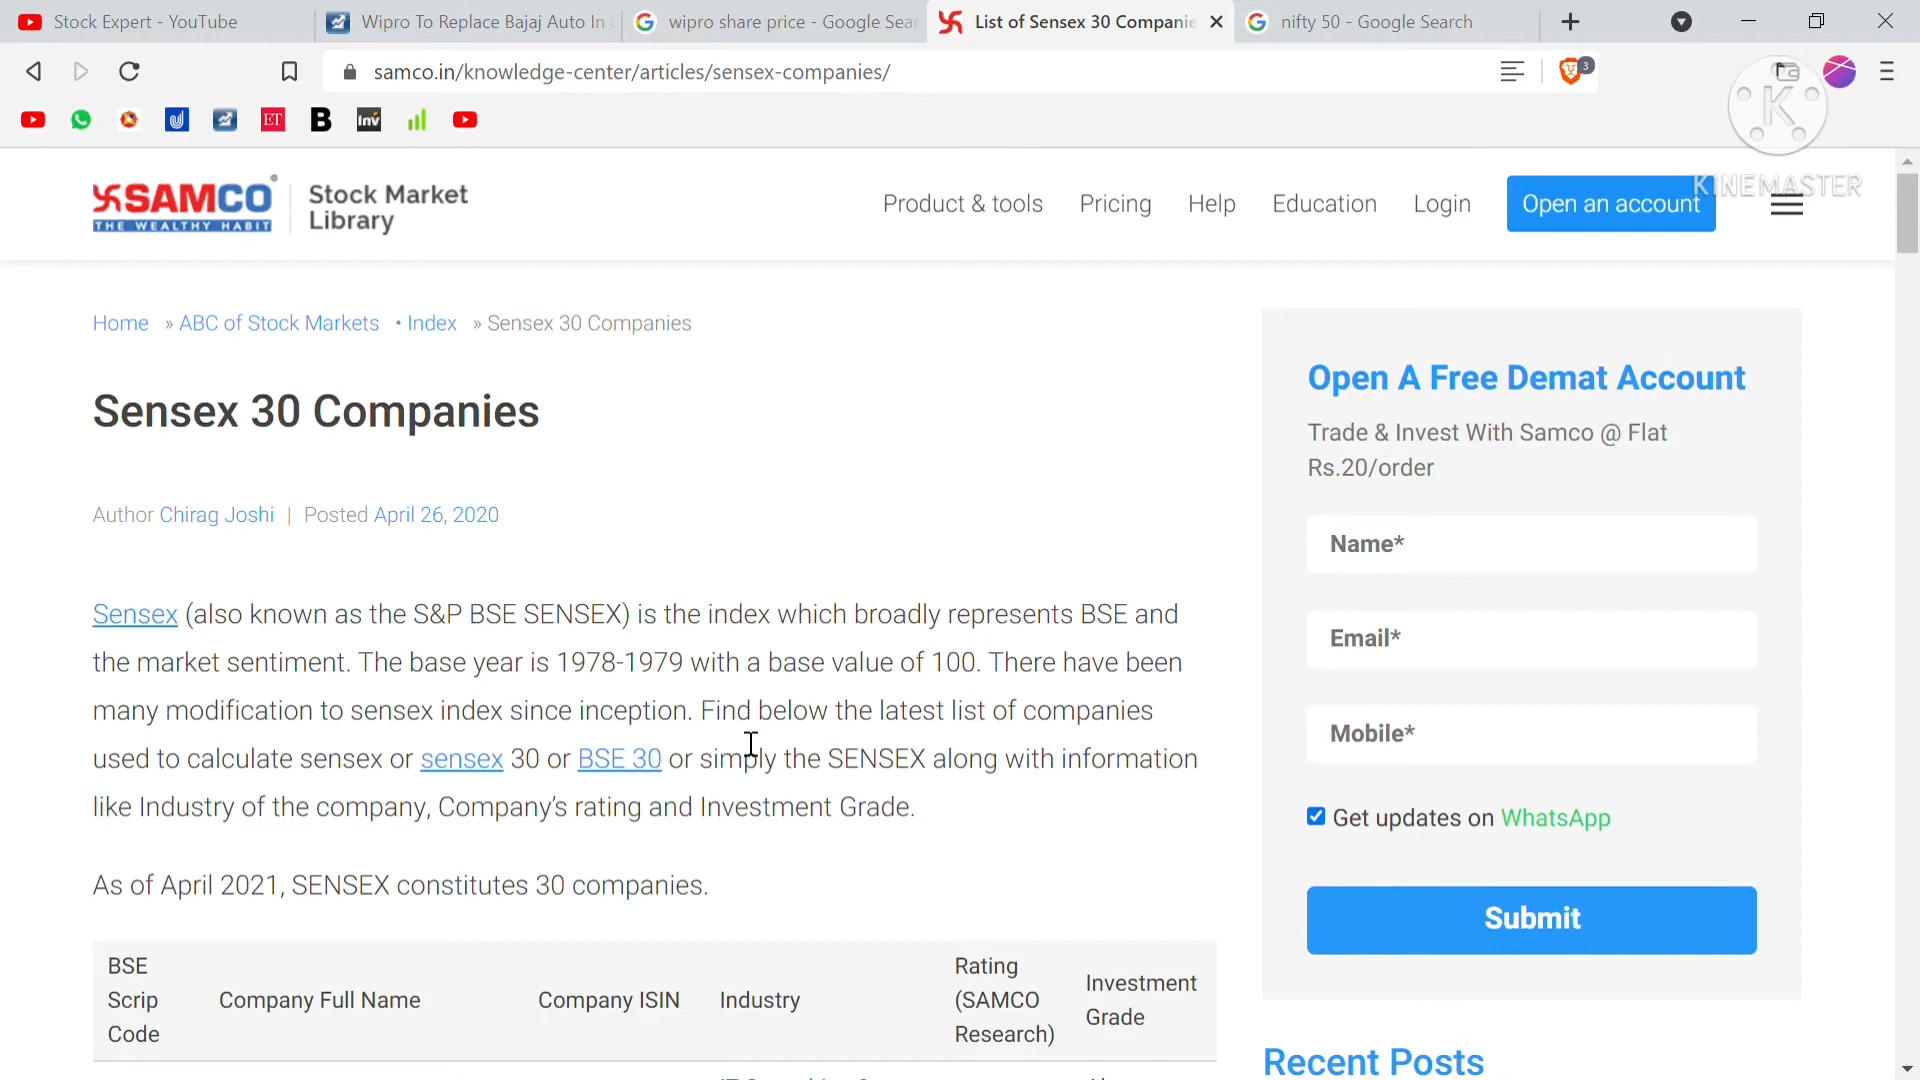 Stock Expert - YouTube
Wipro To Replace Bajaj Auto In
wipro share price - Google Sear
List of Sensex 30 Companie
nifty 50 - Google Search
samco.in/knowledge-center/articles/sensex-companies/
3
ET
B
Inv
K
KINEMASTER
SAMCO
THE WEALTHY HABIT
Stock Market
Library
Product & tools
Pricing
Help
Education
Login
Open an account
Home » ABC of Stock Markets • Index » Sensex 30 Companies
Sensex 30 Companies
Author Chirag Joshi | Posted April 26, 2020
Sensex (also known as the S&P BSE SENSEX) is the index which broadly represents BSE and
the market sentiment. The base year is 1978-1979 with a base value of 100. There have been
many modification to sensex index since inception. Find below the latest list of companies
used to calculate sensex or sensex 30 or BSE 30 or simply the SENSEX along with information
like Industry of the company, Company's rating and Investment Grade.
As of April 2021, SENSEX constitutes 30 companies.
BSE
Scrip
Code
Company Full Name
Company ISIN
Industry
Rating
(SAMCO
Research)
Investment
Grade
Open A Free Demat Account
Trade & Invest With Samco @ Flat
Rs.20/order
Name*
Email*
Mobile*
Get updates on WhatsApp
Submit
Recent Posts